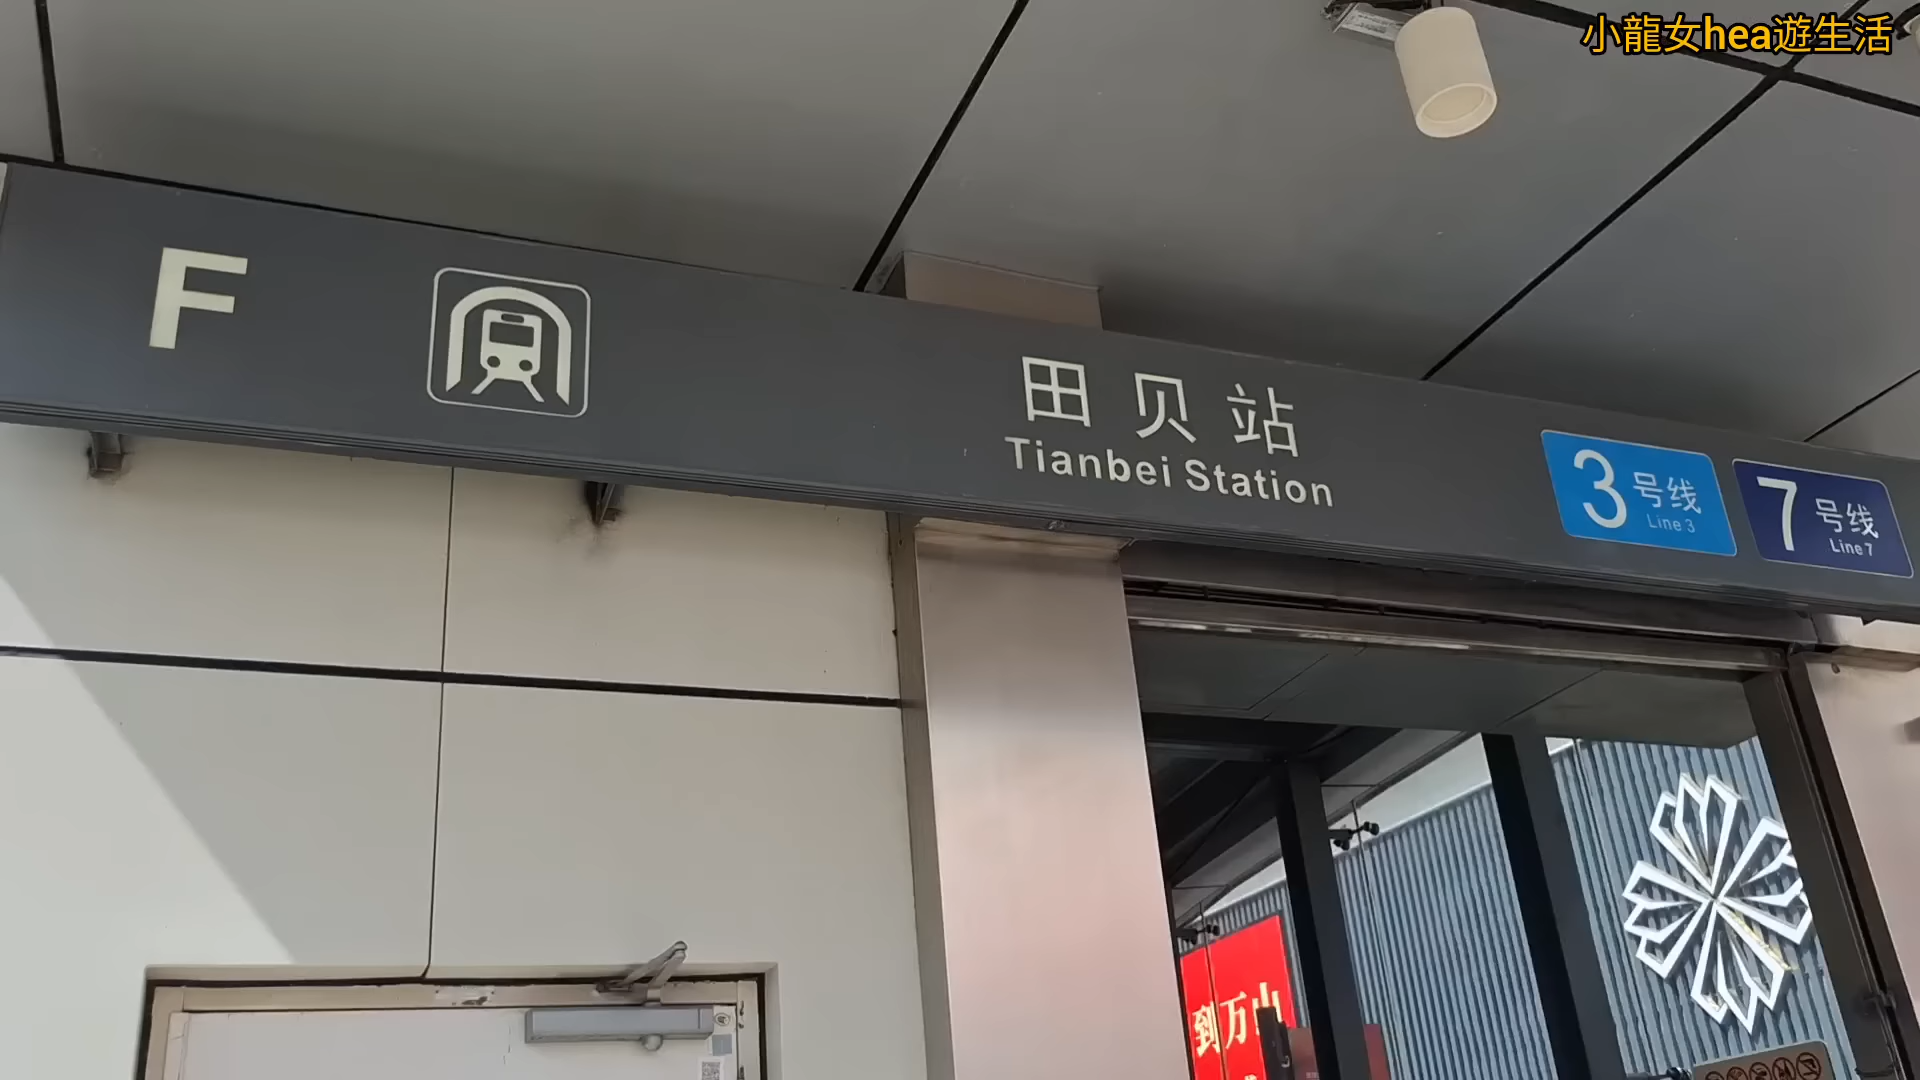 小龍女hea遊生活
F
田贝站
Tianbei Station
3号线
Line 3
7号线
Line 7
到万山